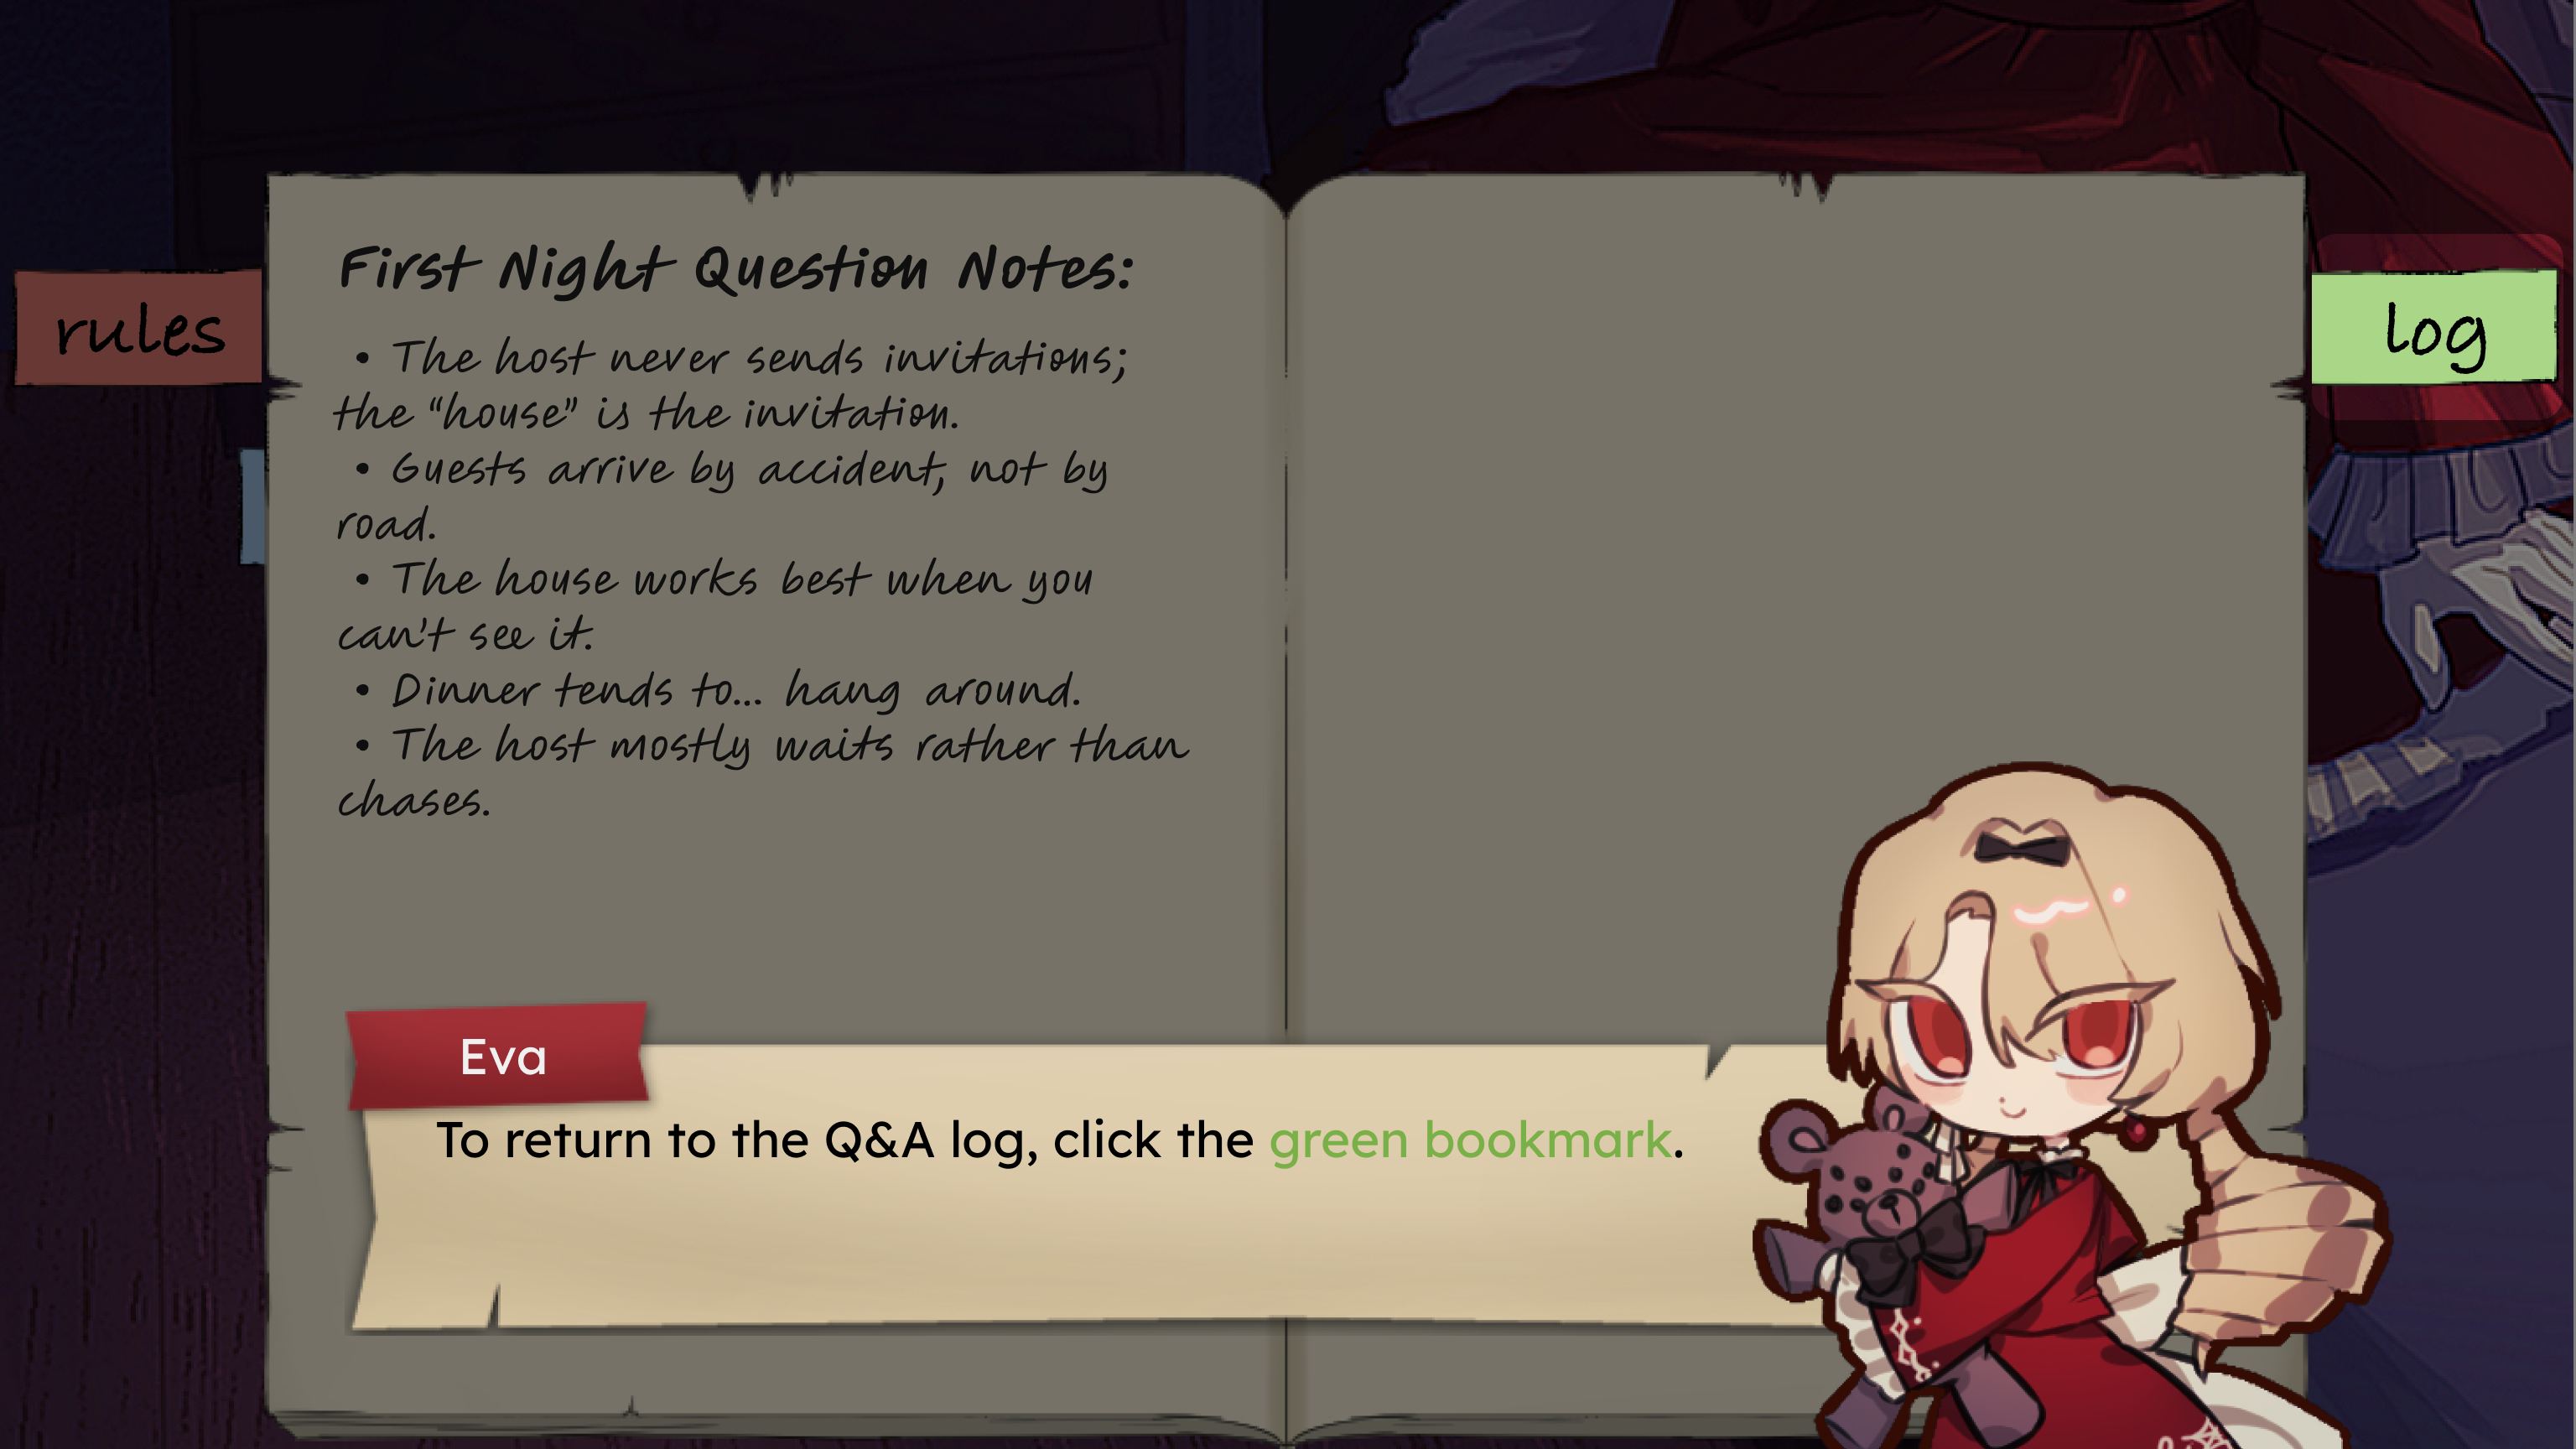 First Night Question Notes:
• The host never sends invitations;
the “house” is the invitation.
• Guests arrive by accident, not by
road.
• The house works best when you
can't see it.
• Dinner tends to... hang around.
• The host mostly waits rather than
chases.
rules
log
Eva
To return to the Q&A log, click the green bookmark.